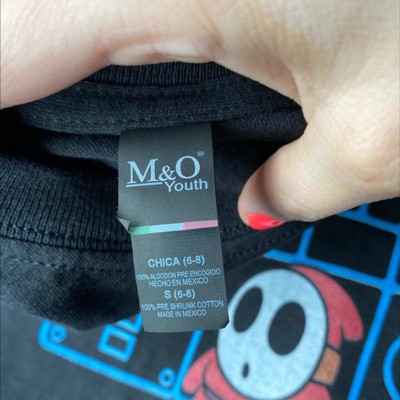 M&O®
Youth
CHICA (6-8)
100% ALGODON PRE ENCOGIDO
HECHO EN MEXICO
S (6-8)
100% PRE SHRUNK COTTON
MADE IN MEXICO